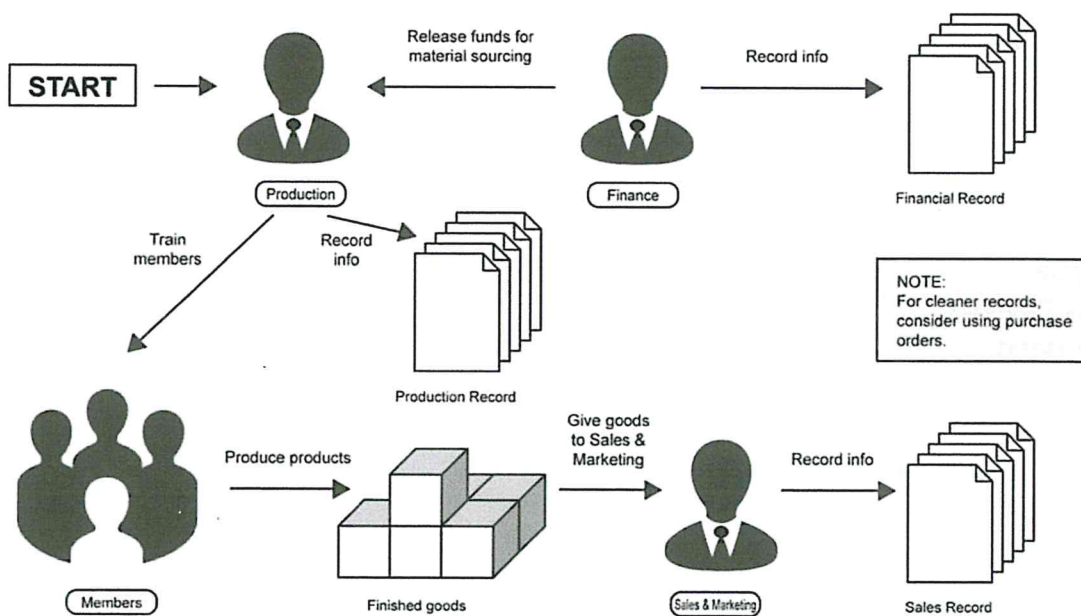 START
Release funds for
material sourcing
Record info
Production
Finance
Financial Record
Train
members
Record
info
NOTE:
For cleaner records,
consider using purchase
orders.
Production Record
Produce products
Give goods
to Sales &
Marketing
Record info
Members
Finished goods
Sales & Marketing
Sales Record